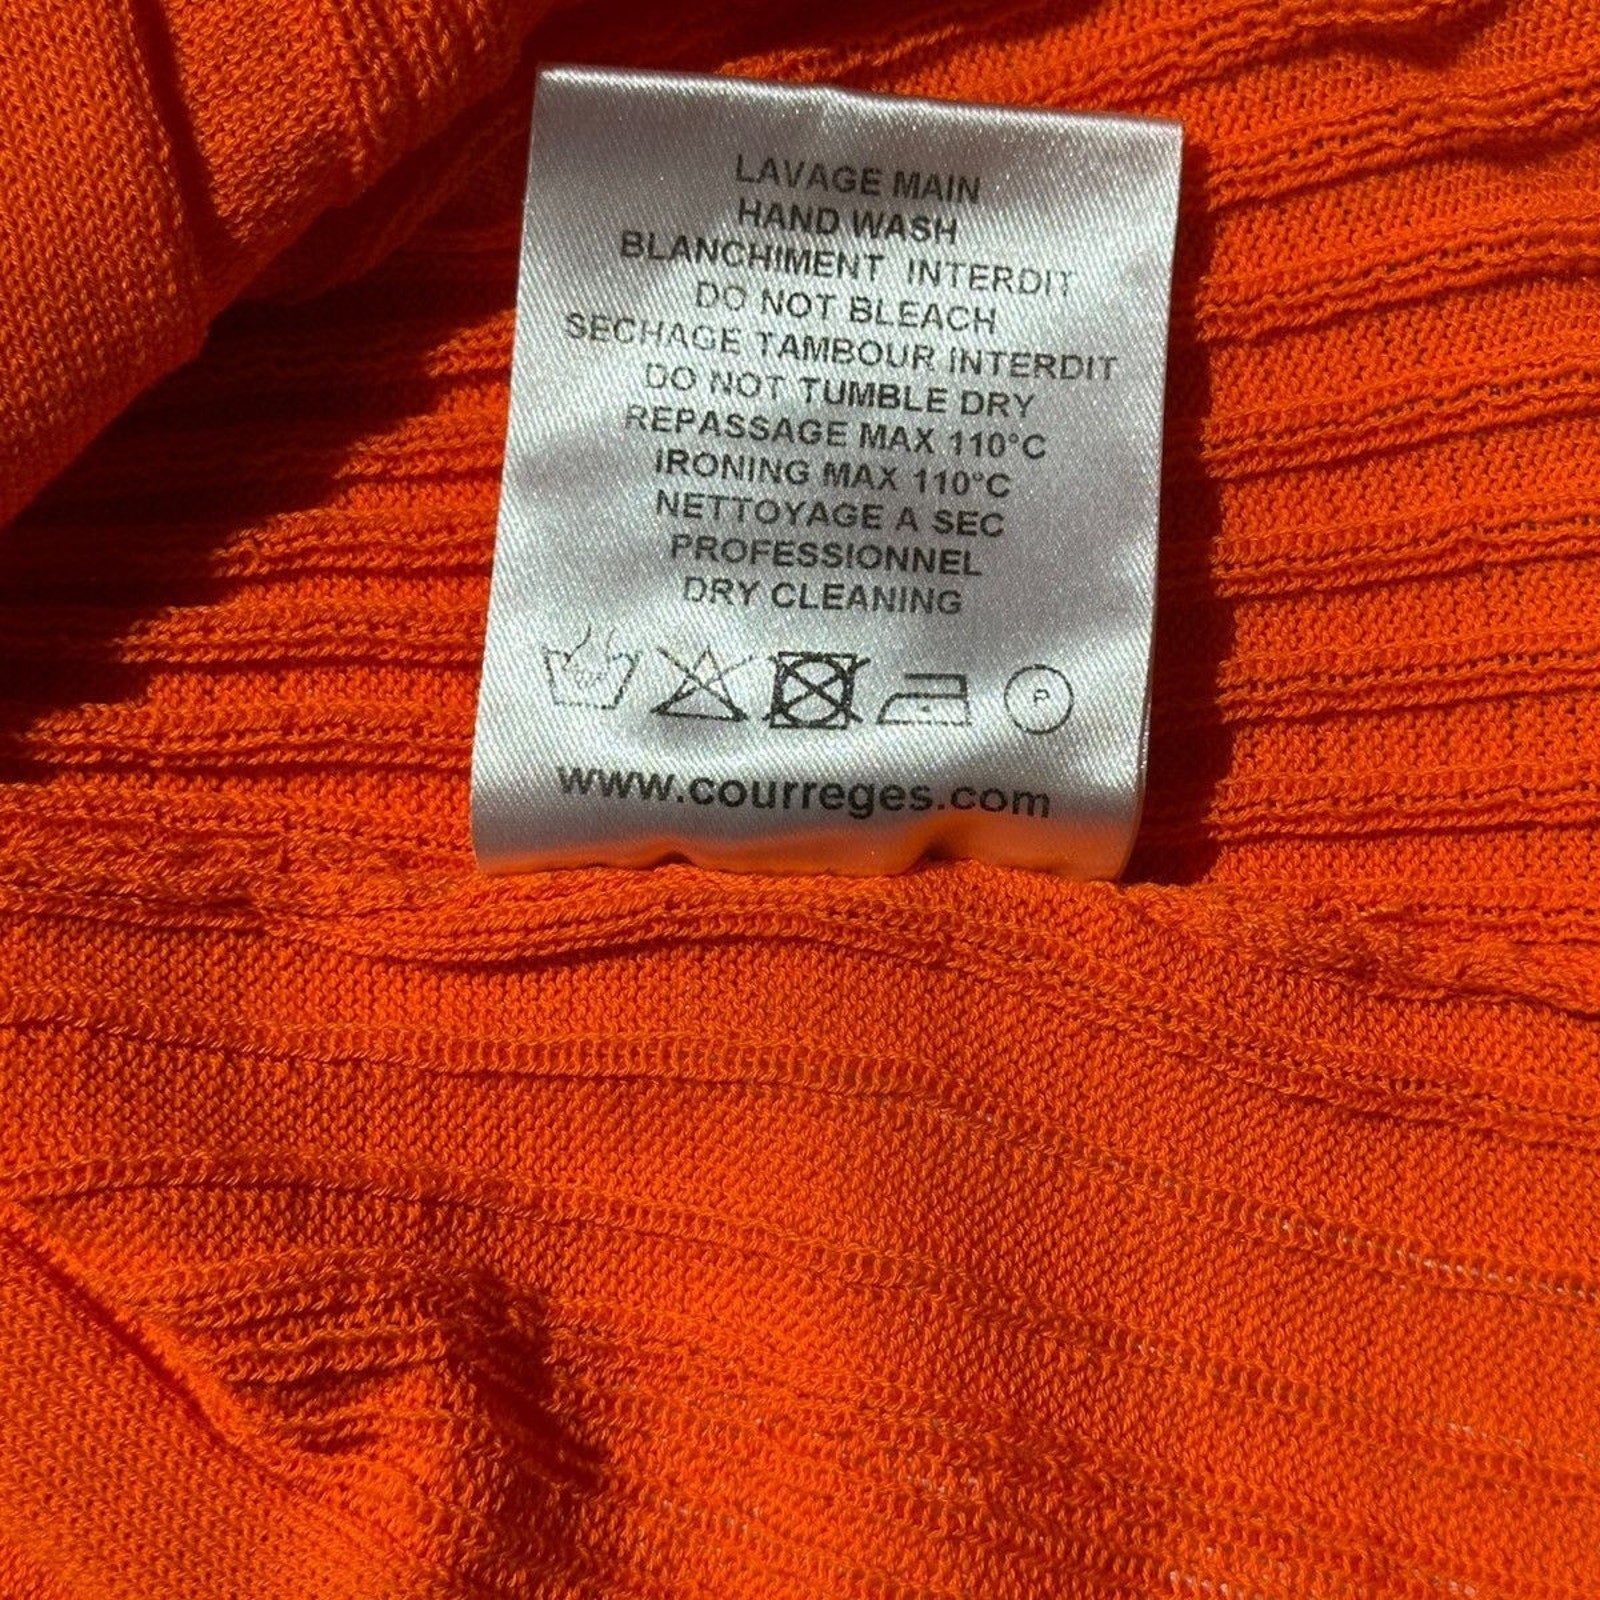 LAVAGE MAIN
HAND WASH
BLANCHIMENT INTERDIT
DO NOT BLEACH
SECHAGE TAMBOUR INTERDIT
DO NOT TUMBLE DRY
REPASSAGE MAX 110°C
IRONING MAX 110°C
NETTOYAGE A SEC
PROFESSIONNEL
DRY CLEANING
P
www.courreges.com